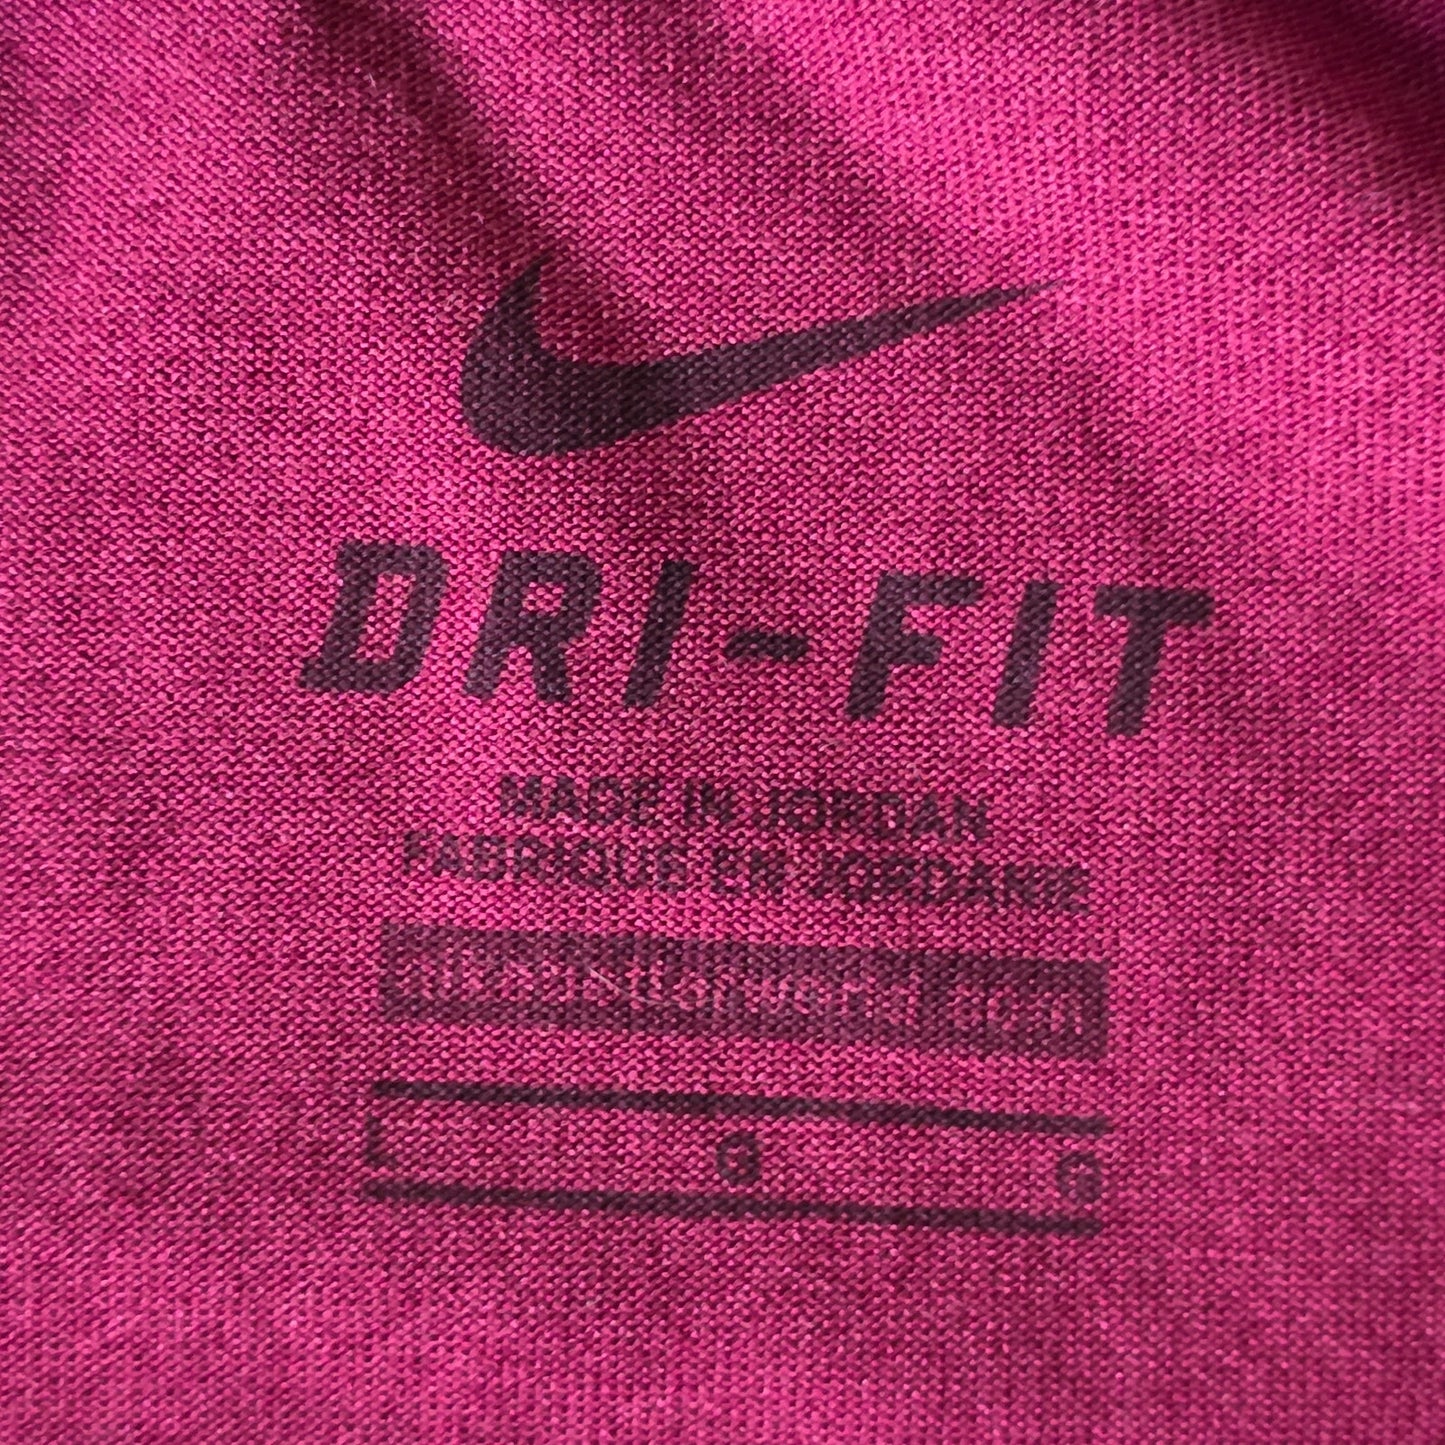 DRI-FIT
MADE IN JORDAN
FABRIQUÉ EN JORDANIE
L G G